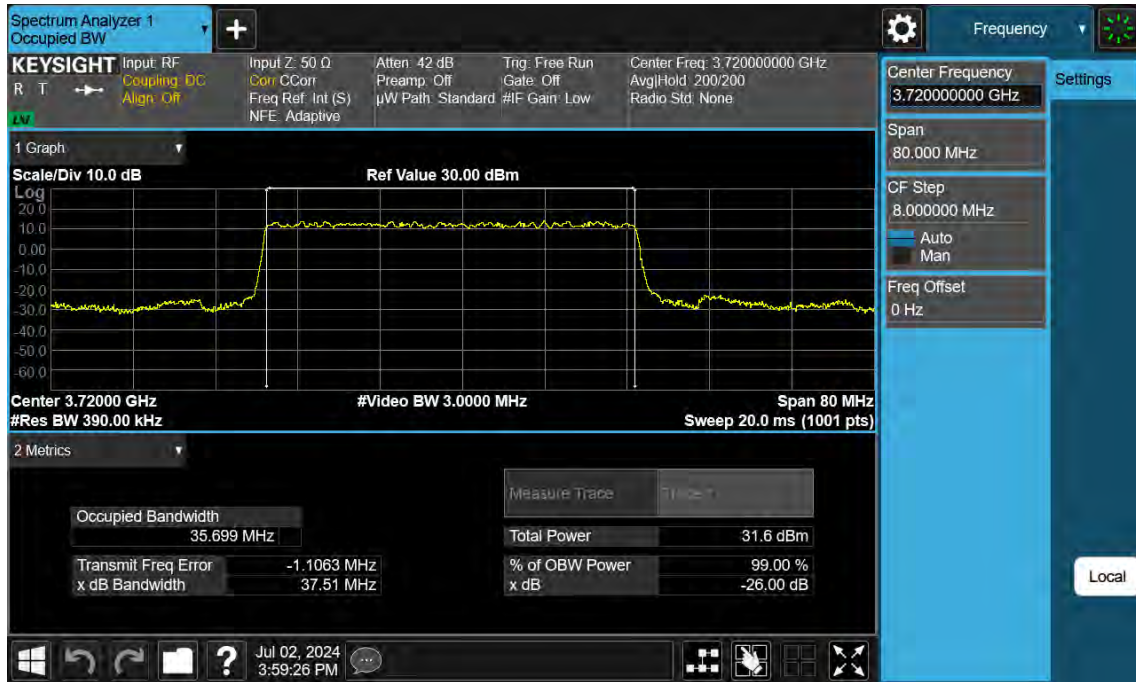 Spectrum Analyzer 1
Occupied BW
Frequency
KEYSIGHT
R T
Input: RF
Coupling: DC
Align: Off
Input Z: 50 Ω
Corr CCorr
Freq Ref: Int (S)
NFE: Adaptive
Atten: 42 dB
Preamp: Off
µW Path: Standard
Trig: Free Run
Gate: Off
#IF Gain: Low
Center Freq: 3.720000000 GHz
Avg|Hold: 200/200
Radio Std: None
1 Graph
Scale/Div 10.0 dB
Ref Value 30.00 dBm
Log
20.0
10.0
0.00
-10.0
-20.0
-30.0
-40.0
-50.0
-60.0
Center 3.72000 GHz
#Video BW 3.0000 MHz
Span 80 MHz
#Res BW 390.00 kHz
Sweep 20.0 ms (1001 pts)
2 Metrics
Measure Trace
Occupied Bandwidth
35.699 MHz
Total Power 31.6 dBm
Transmit Freq Error -1.1063 MHz
% of OBW Power 99.00 %
x dB Bandwidth 37.51 MHz
x dB -26.00 dB
Center Frequency
3.720000000 GHz
Settings
Span
80.000 MHz
CF Step
8.000000 MHz
Auto
Man
Freq Offset
0 Hz
Local
?
Jul 02, 2024
3:59:26 PM